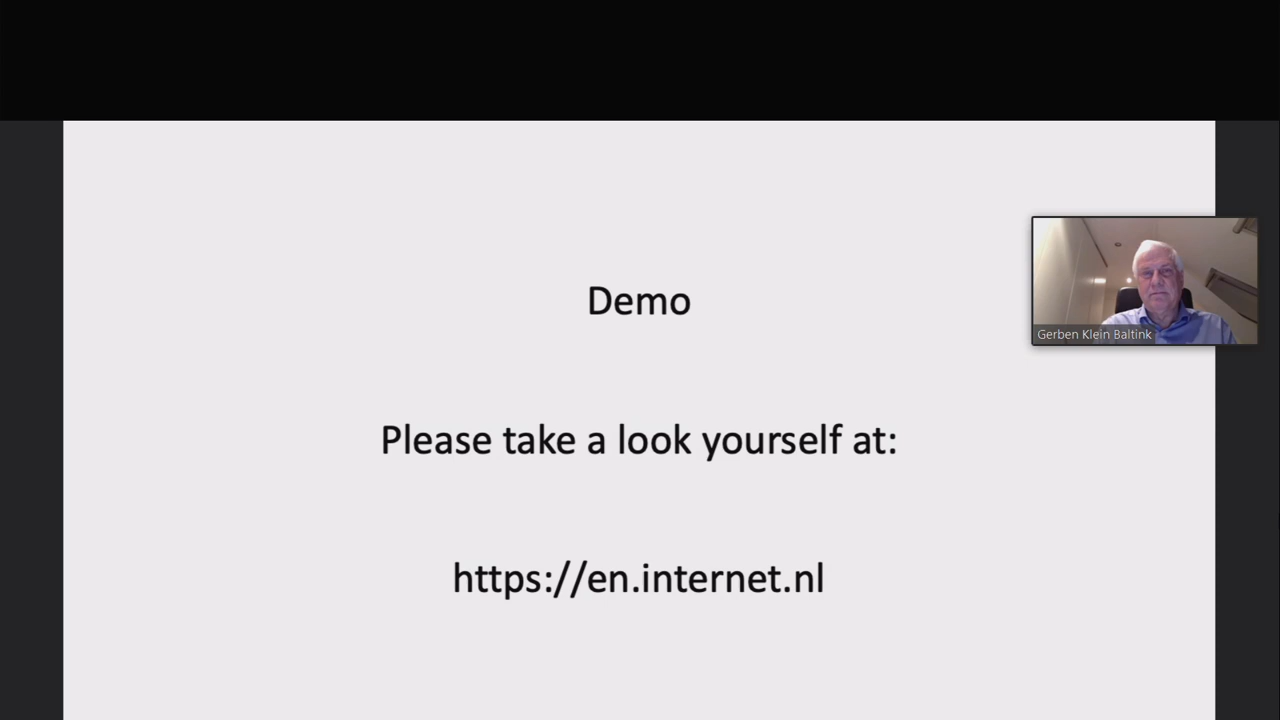 Demo
Please take a look yourself at:
https://en.internet.nl
Gerben Klein Baltink